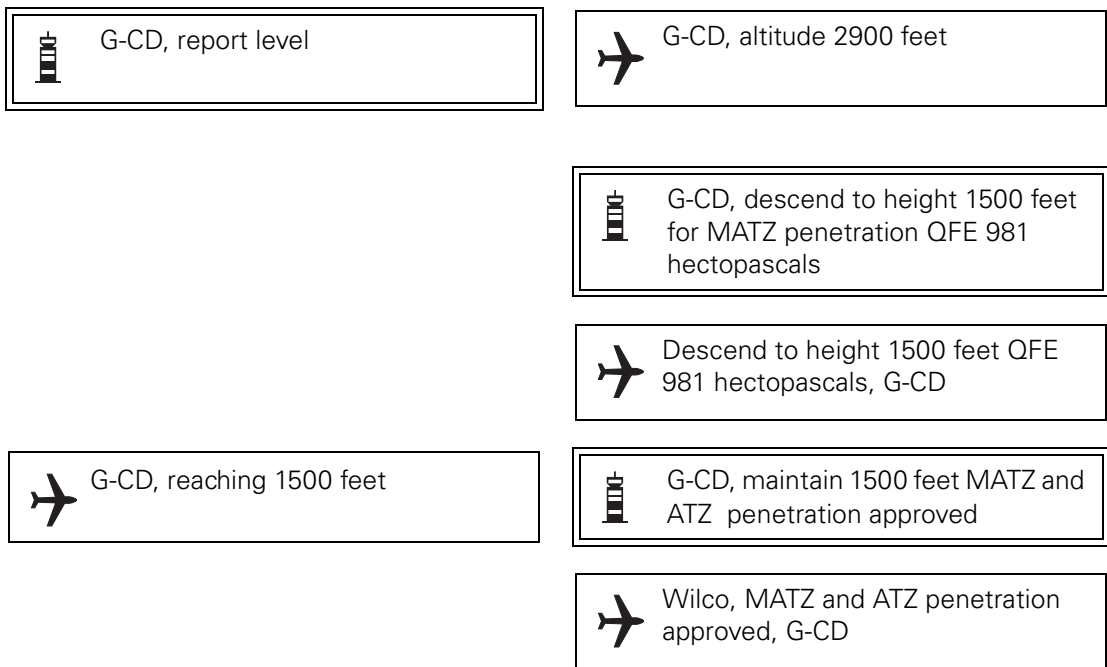 G-CD, report level
G-CD, altitude 2900 feet
G-CD, descend to height 1500 feet
for MATZ penetration QFE 981
hectopascals
Descend to height 1500 feet QFE
981 hectopascals, G-CD
G-CD, reaching 1500 feet
G-CD, maintain 1500 feet MATZ and
ATZ penetration approved
Wilco, MATZ and ATZ penetration
approved, G-CD